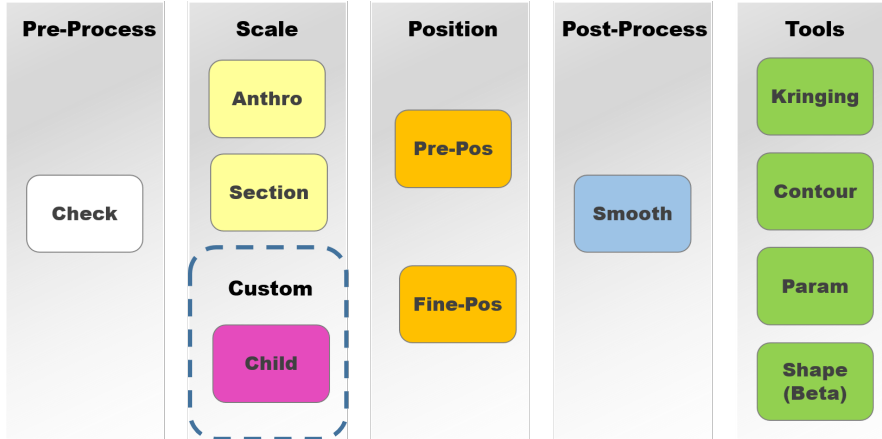 Pre-Process
Check
Scale
Anthro
Section
Custom
Child
Position
Pre-Pos
Fine-Pos
Post-Process
Smooth
Tools
Kringing
Contour
Param
Shape
(Beta)